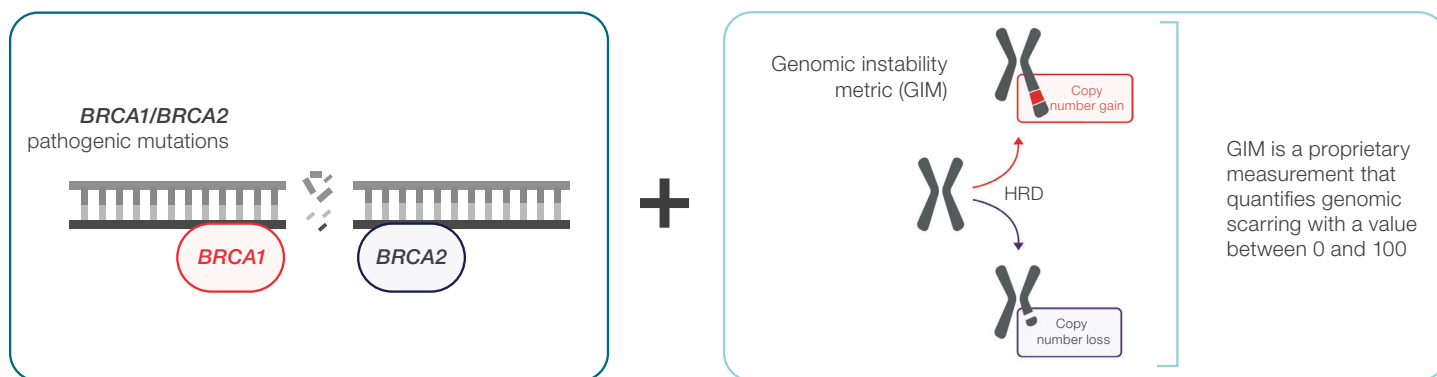 BRCA1/BRCA2
pathogenic mutations
BRCA1
BRCA2
+
Genomic instability
metric (GIM)
Copy
number gain
HRD
Copy
number loss
GIM is a proprietary
measurement that
quantifies genomic
scarring with a value
between 0 and 100